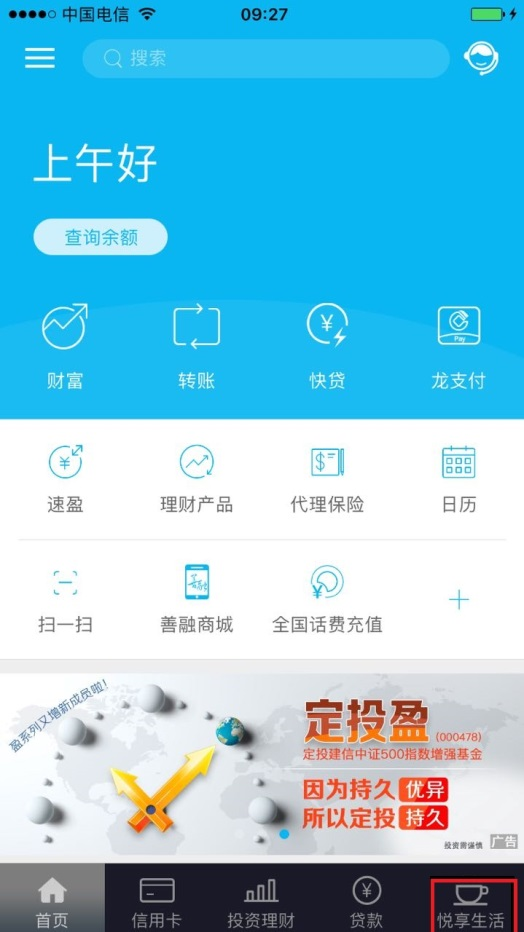 中国电信 09:27
搜索
上午好
查询余额
¥ Pay
财富 转账 快贷 龙支付
¥ $
速盈 理财产品 代理保险 日历
善融 ¥
扫一扫 善融商城 全国话费充值 +
盈系列又增新成员啦！
定投盈 (000478)
定投建信中证500指数增强基金
因为持久 优异
所以定投 持久
投资需谨慎 广告
¥
首页 信用卡 投资理财 贷款 悦享生活